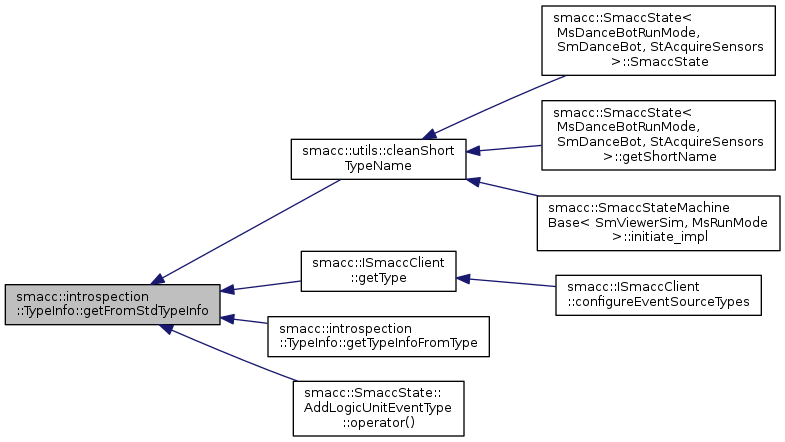 smacc::SmaccState<
MsDanceBotRunMode,
SmDanceBot, StAcquireSensors
>::SmaccState
smacc::SmaccState<
MsDanceBotRunMode,
SmDanceBot, StAcquireSensors
>::getShortName
smacc::utils::cleanShort
TypeName
smacc::SmaccStateMachine
Base< SmViewerSim, MsRunMode
>::initiate_impl
smacc::ISmaccClient
::getType
smacc::ISmaccClient
::configureEventSourceTypes
smacc::introspection
::TypeInfo::getFromStdTypeInfo
smacc::introspection
::TypeInfo::getTypeInfoFromType
smacc::SmaccState::
AddLogicUnitEventType
::operator()